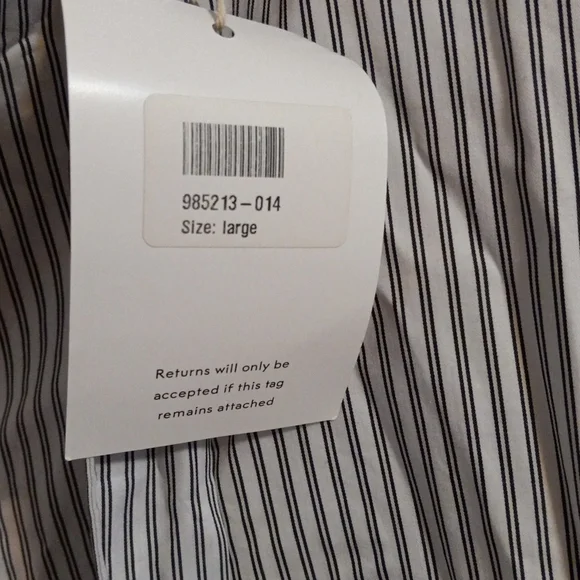 985213-014
Size: large
Returns will only be
accepted if this tag
remains attached